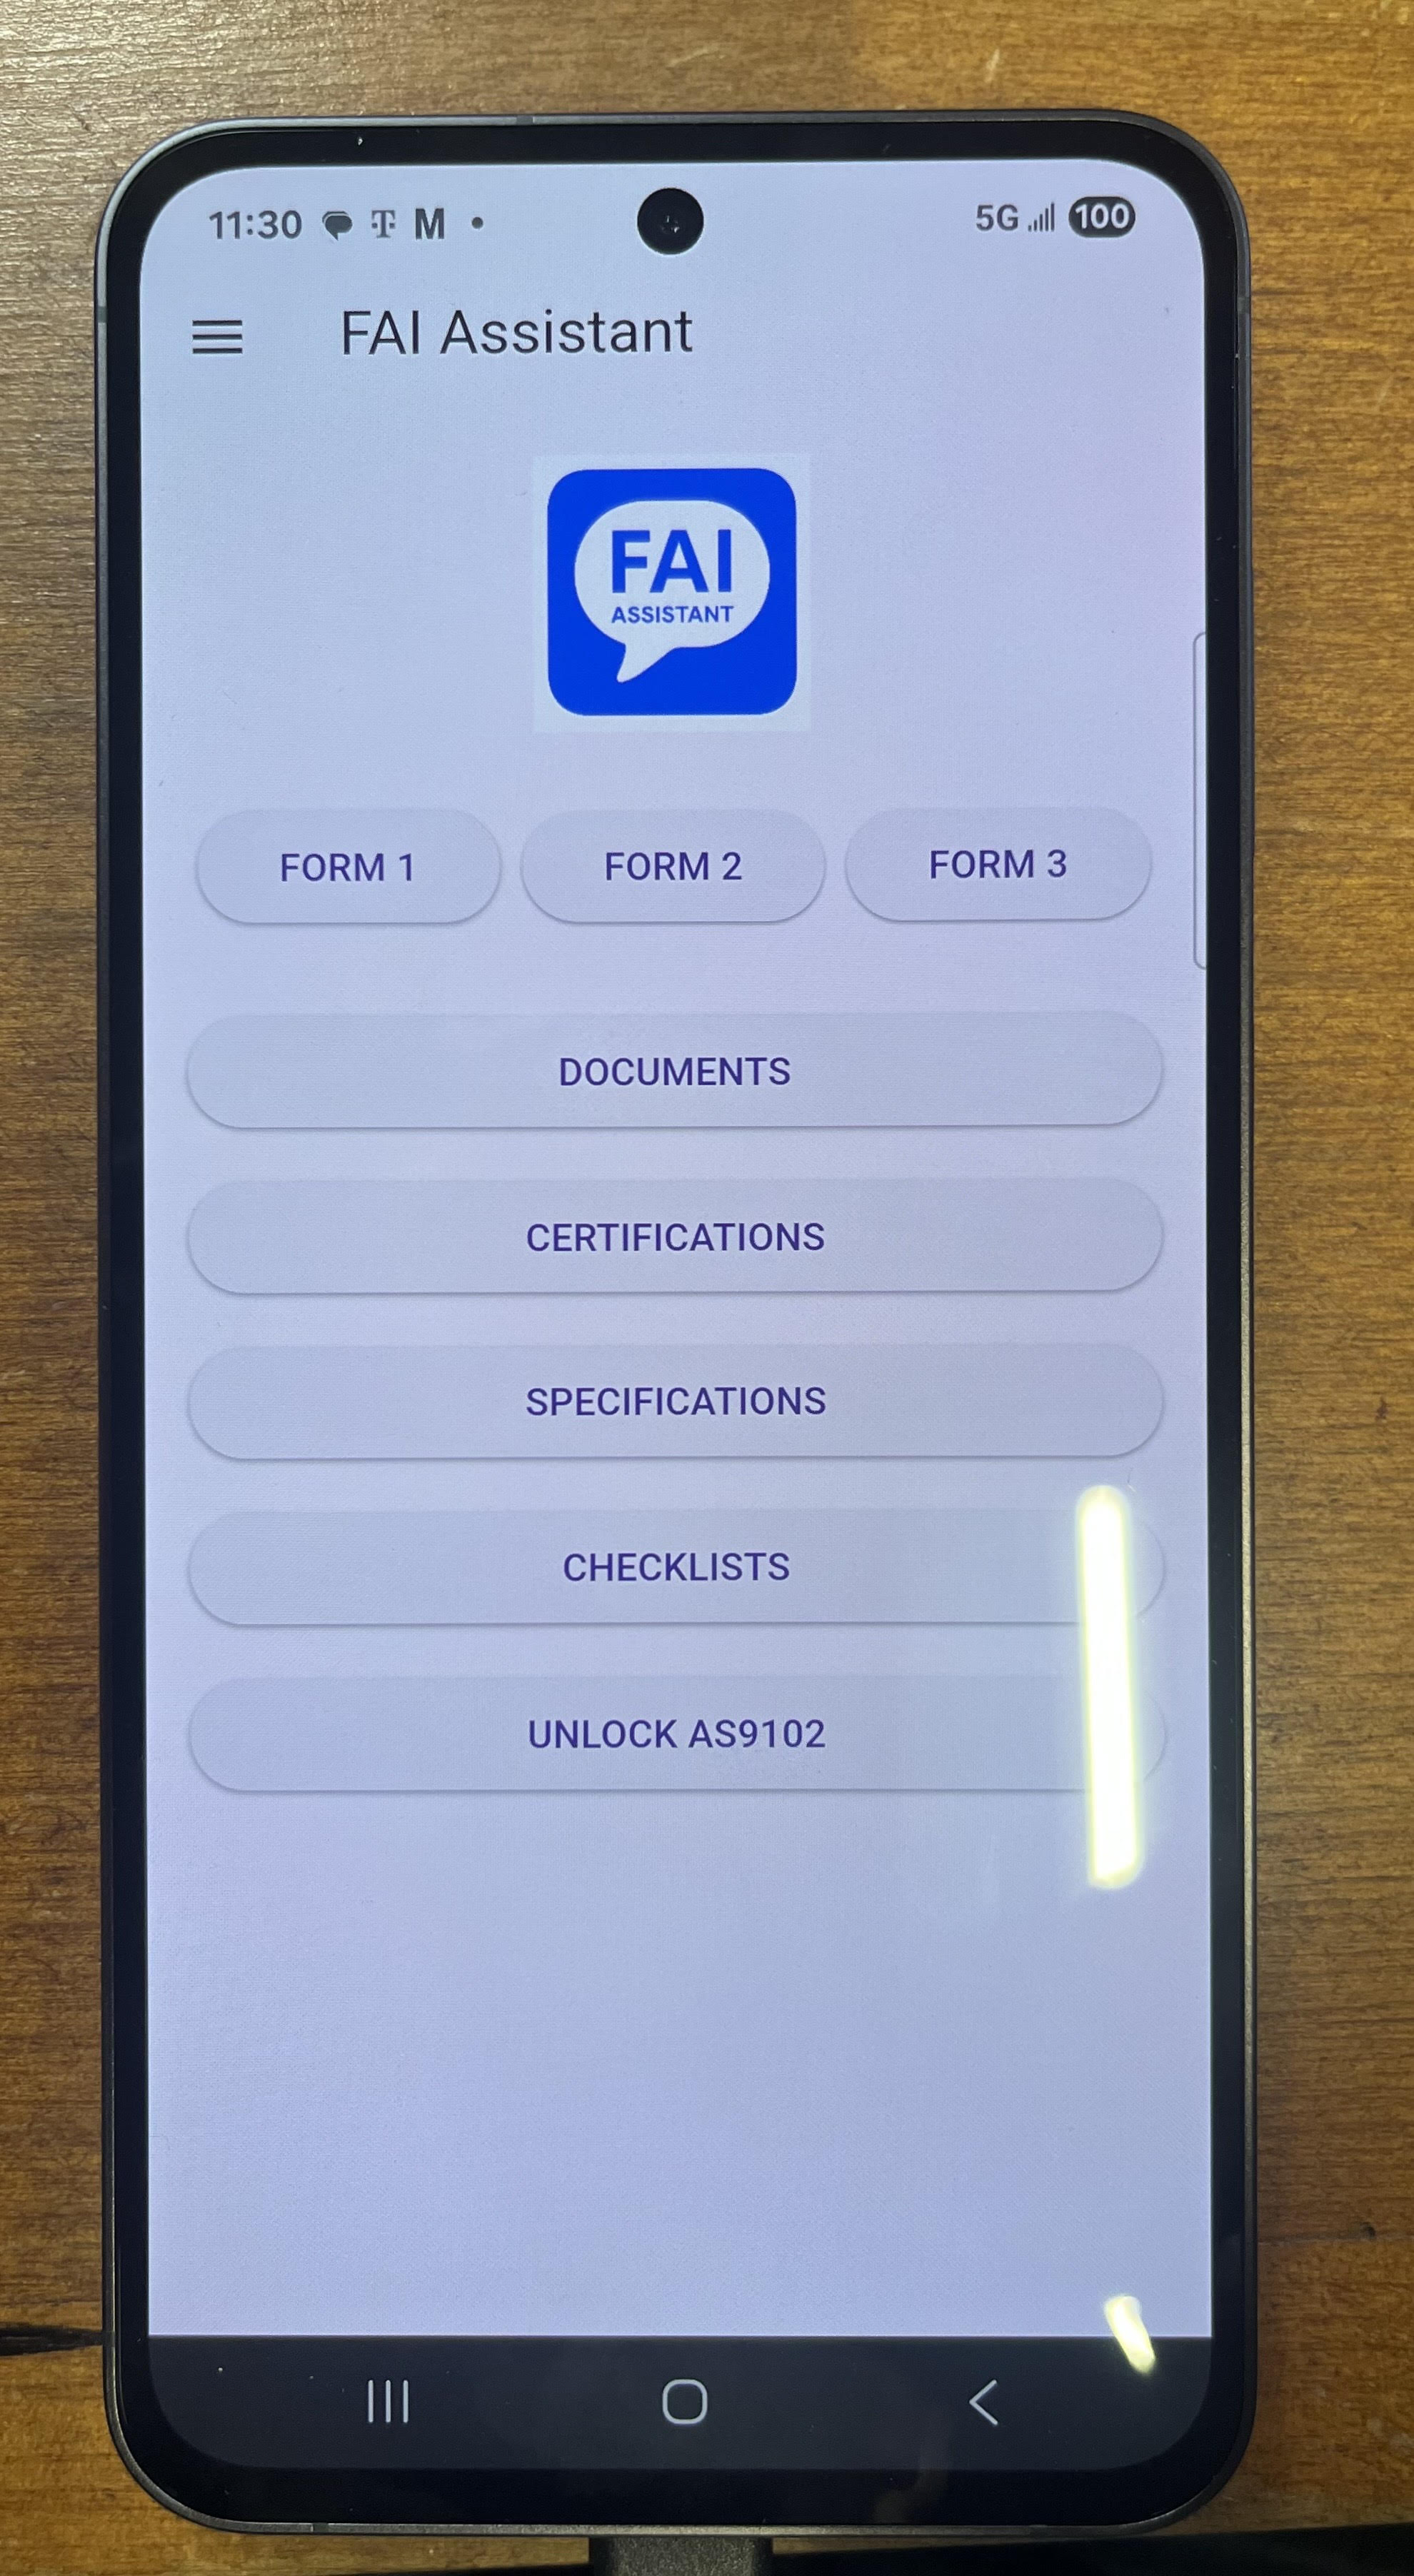 11:30 T M 5G 100
FAI Assistant
FAI
ASSISTANT
FORM 1 FORM 2 FORM 3
DOCUMENTS
CERTIFICATIONS
SPECIFICATIONS
CHECKLISTS
UNLOCK AS9102